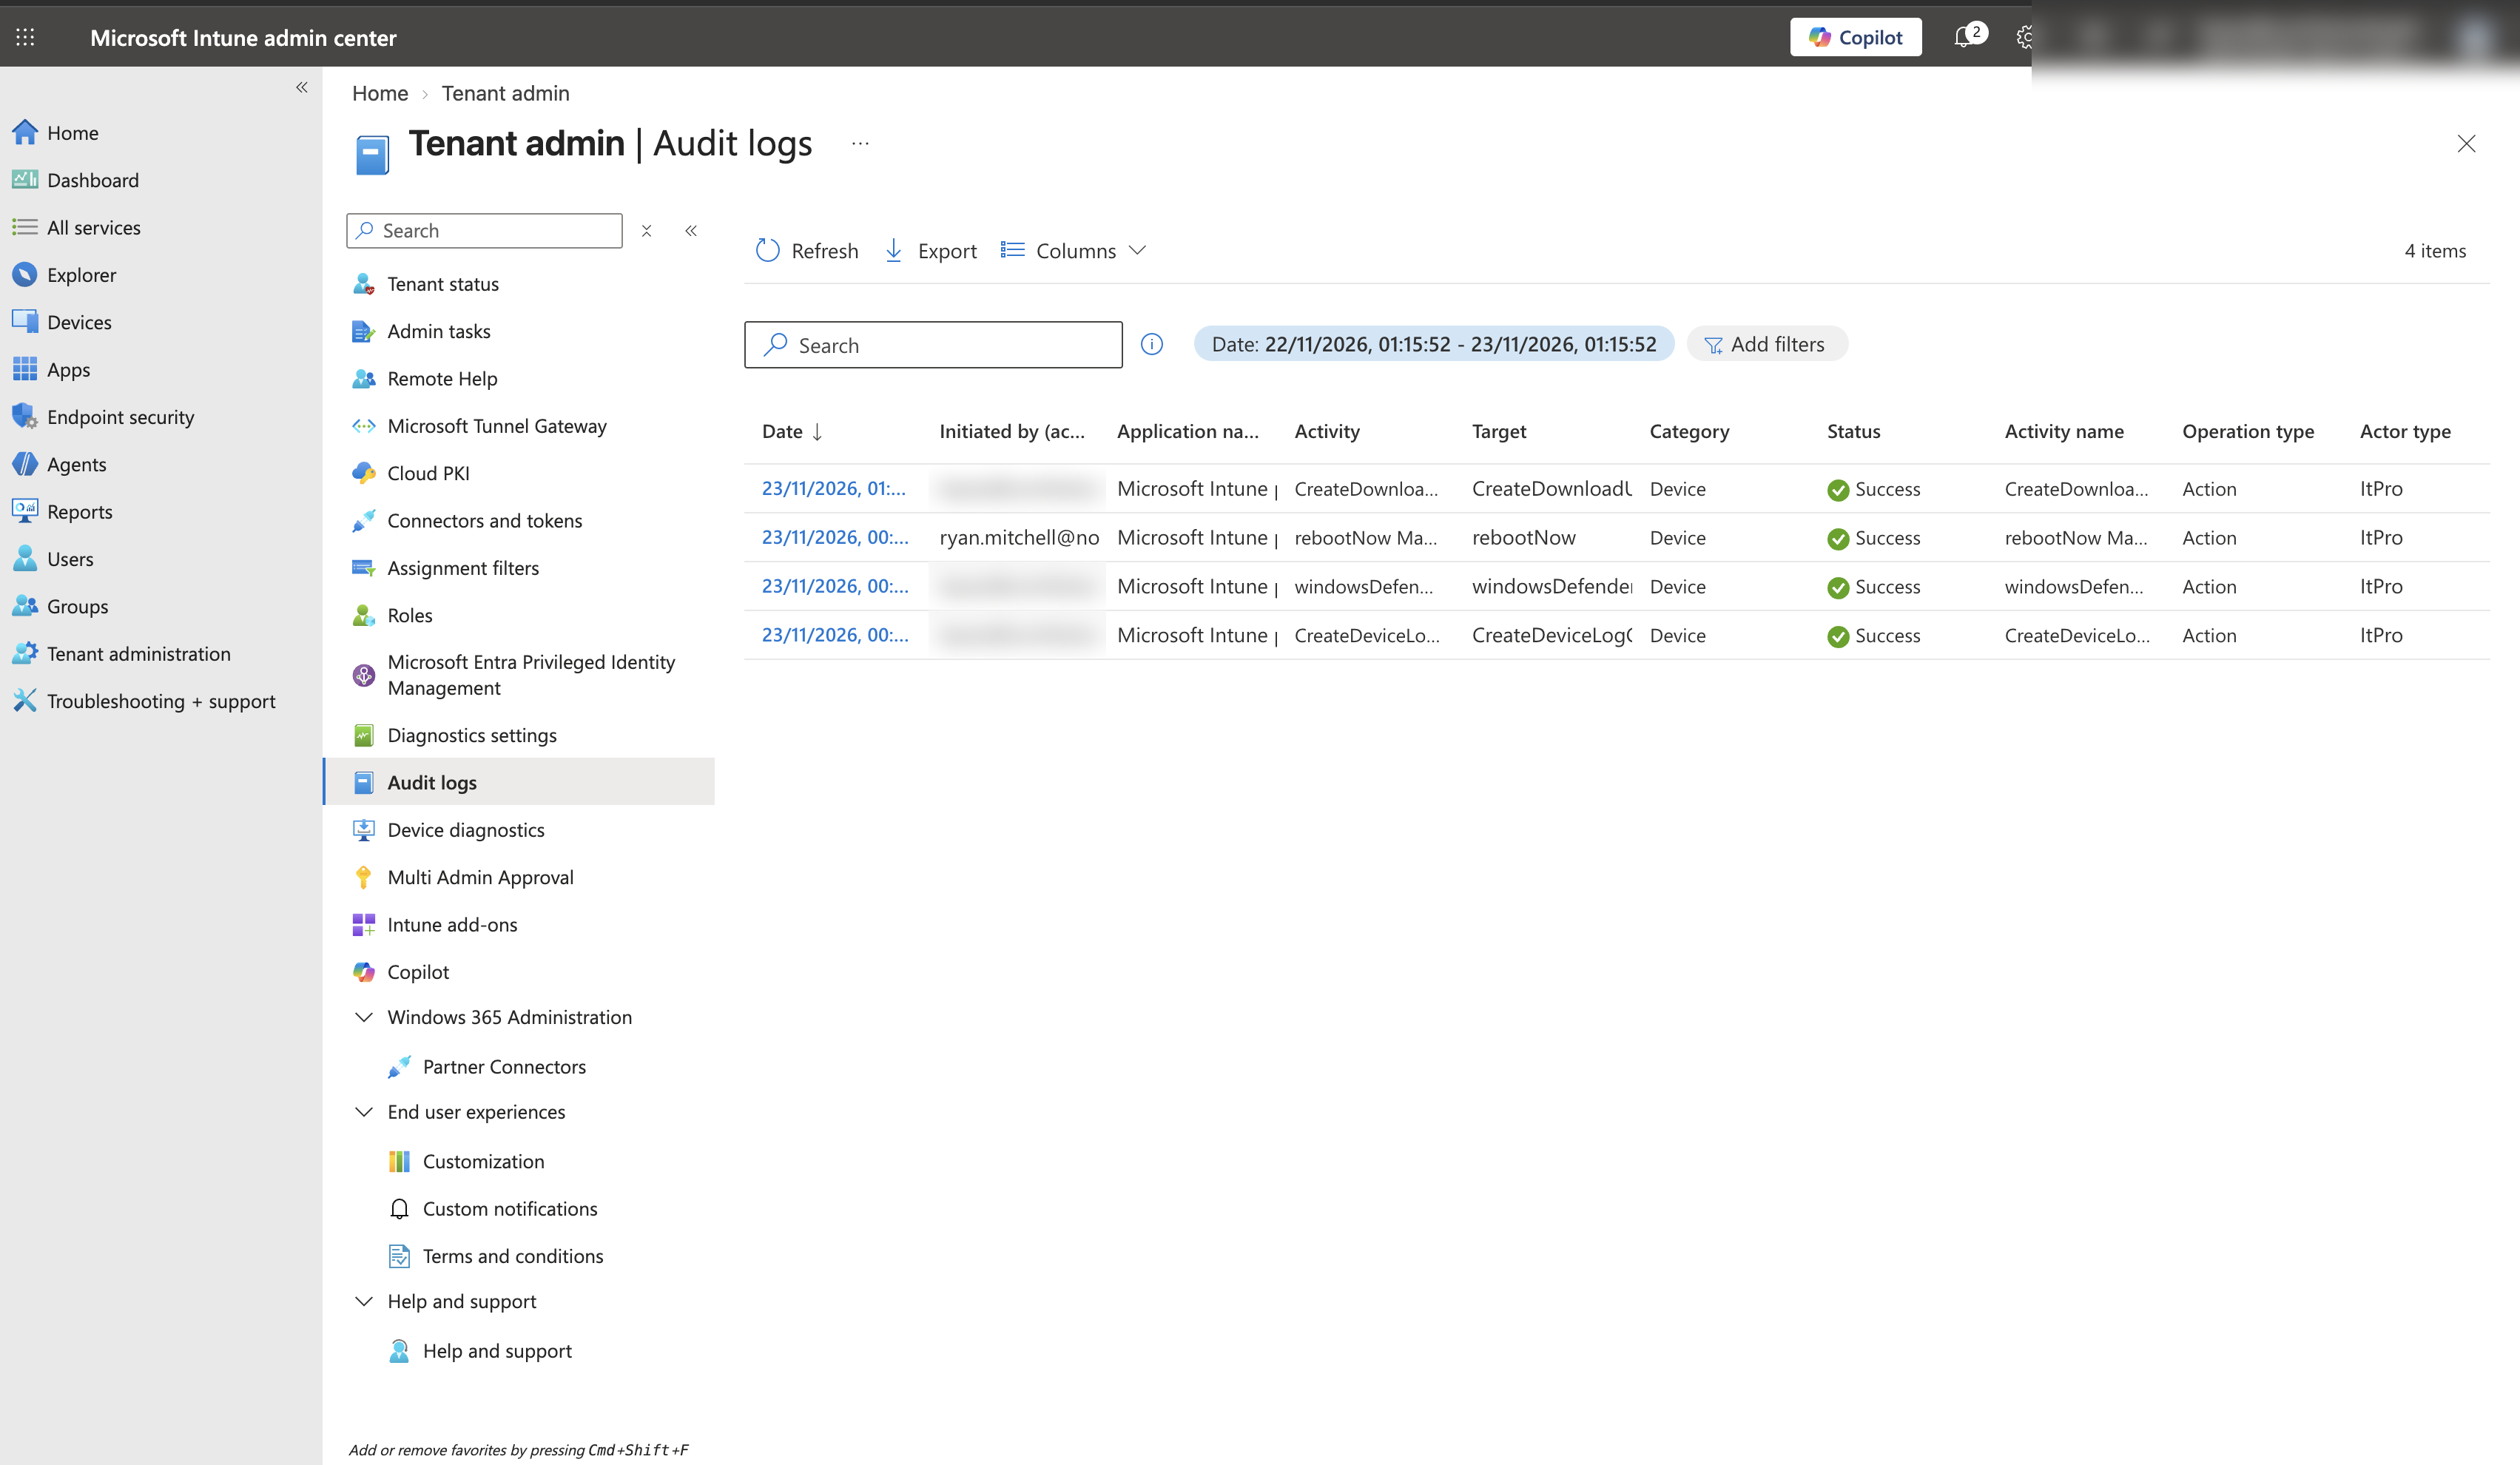 Microsoft Intune admin center
Copilot
2
Home
Dashboard
All services
Explorer
Devices
Apps
Endpoint security
Agents
Reports
Users
Groups
Tenant administration
Troubleshooting + support
Home > Tenant admin
Tenant admin | Audit logs ...
Search
Tenant status
Admin tasks
Remote Help
Microsoft Tunnel Gateway
Cloud PKI
Connectors and tokens
Assignment filters
Roles
Microsoft Entra Privileged Identity
Management
Diagnostics settings
Audit logs
Device diagnostics
Multi Admin Approval
Intune add-ons
Copilot
Windows 365 Administration
Partner Connectors
End user experiences
Customization
Custom notifications
Terms and conditions
Help and support
Help and support
Add or remove favorites by pressing Cmd+Shift+F
Refresh Export Columns 4 items
Search Date: 22/11/2026, 01:15:52 - 23/11/2026, 01:15:52 Add filters
Date ↓ Initiated by (ac... Application na... Activity Target Category Status Activity name Operation type Actor type
23/11/2026, 01:... Microsoft Intune p CreateDownloa... CreateDownloadU Device Success CreateDownloa... Action ItPro
23/11/2026, 00:... ryan.mitchell@no Microsoft Intune p rebootNow Ma... rebootNow Device Success rebootNow Ma... Action ItPro
23/11/2026, 00:... Microsoft Intune p windowsDefen... windowsDefender Device Success windowsDefen... Action ItPro
23/11/2026, 00:... Microsoft Intune p CreateDeviceLo... CreateDeviceLogC Device Success CreateDeviceLo... Action ItPro